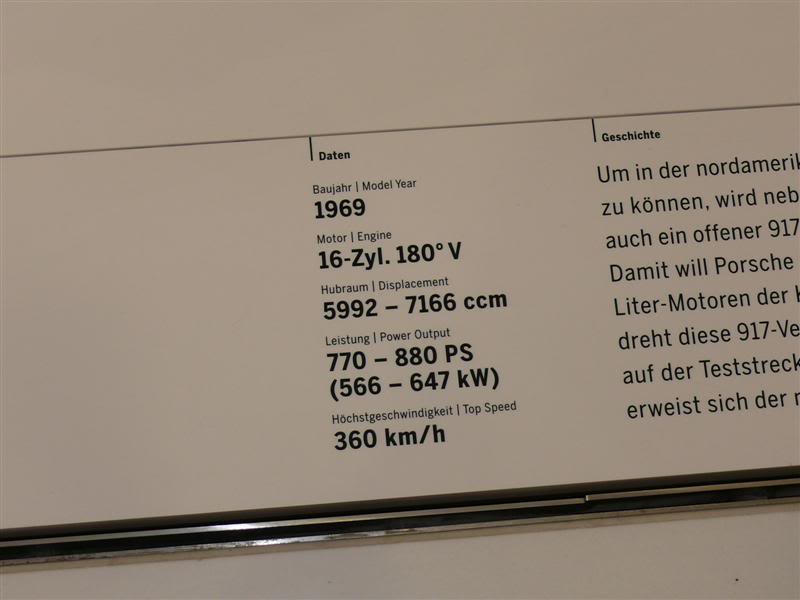 Daten
Baujahr | Model Year
1969
Motor | Engine
16-Zyl. 180° V
Hubraum | Displacement
5992 – 7166 ccm
Leistung | Power Output
770 – 880 PS
(566 – 647 kW)
Höchstgeschwindigkeit | Top Speed
360 km/h
Geschichte
Um in der nordamerik
zu können, wird neb
auch ein offener 917
Damit will Porsche
Liter-Motoren der
dreht diese 917-Ve
auf der Teststreck
erweist sich der